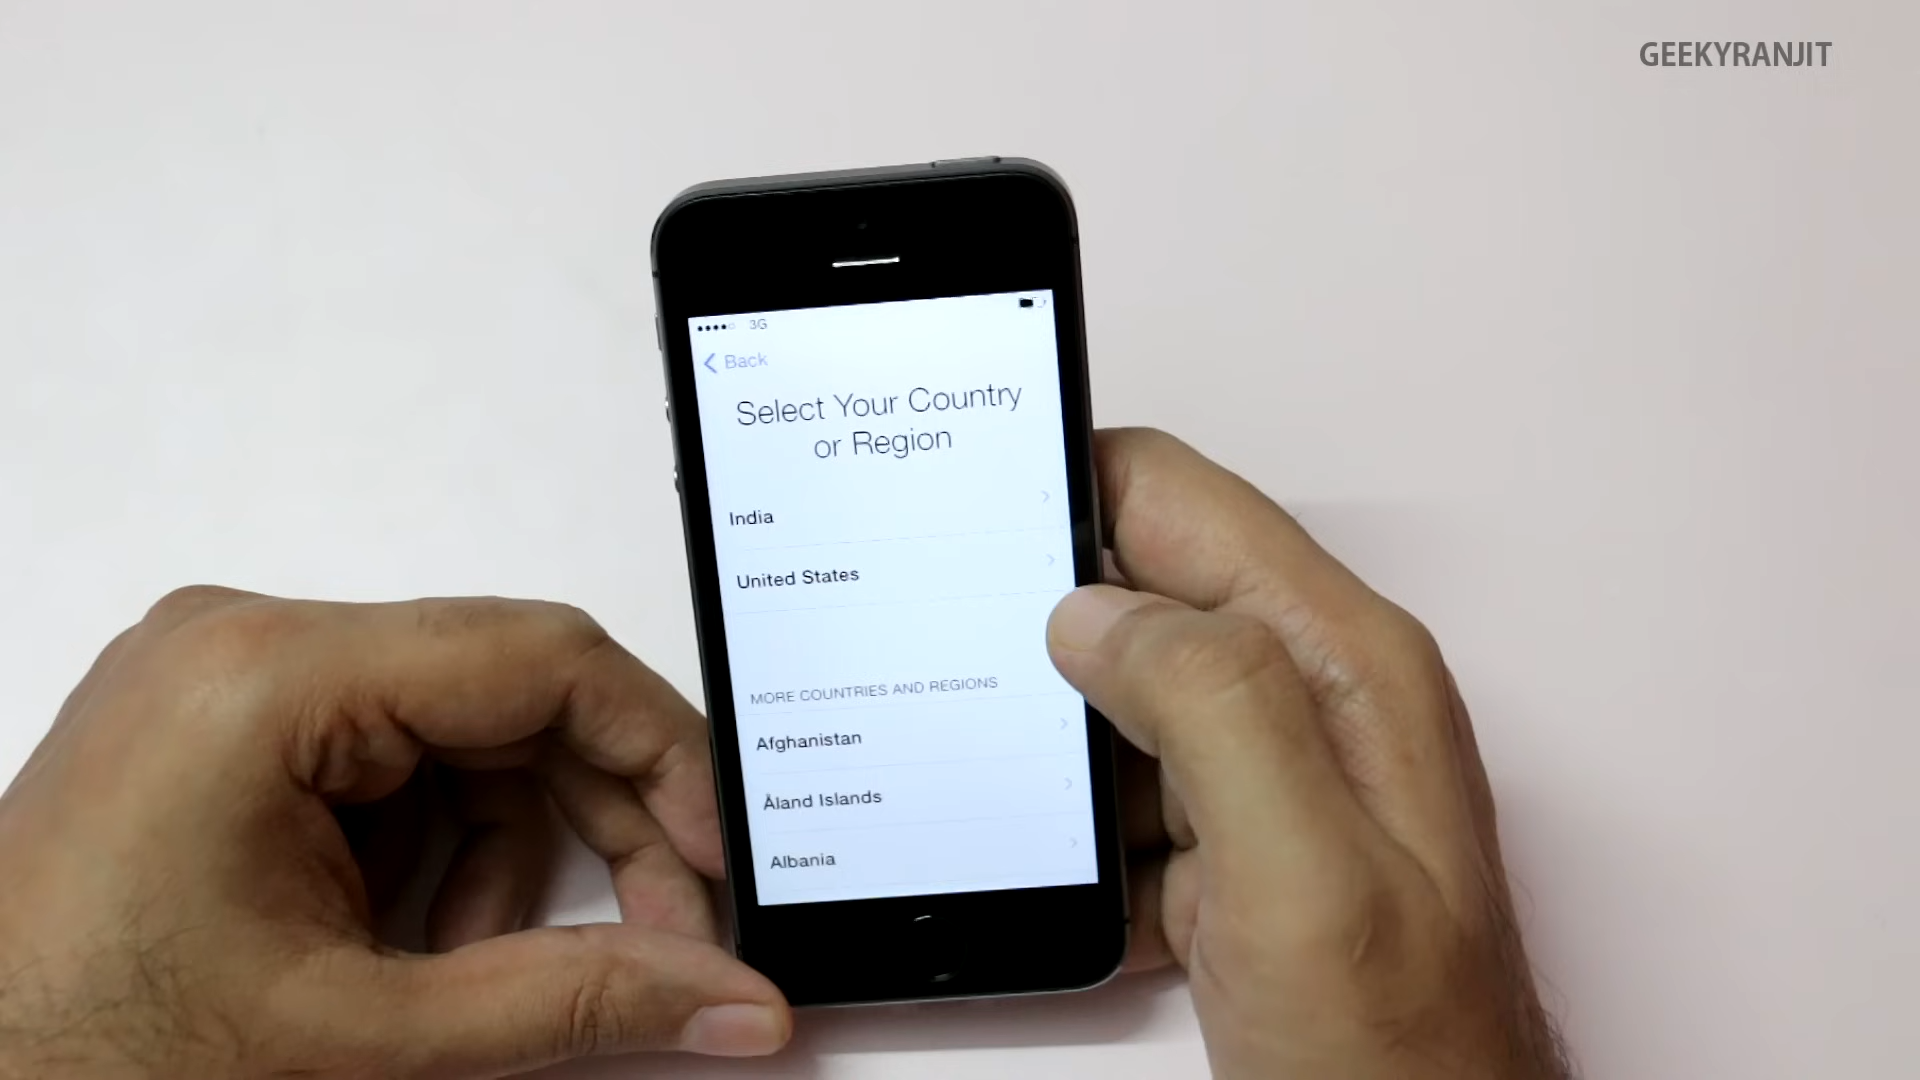 GEEKYRANJIT
3G
Back
Select Your Country
or Region
India
United States
MORE COUNTRIES AND REGIONS
Afghanistan
Åland Islands
Albania